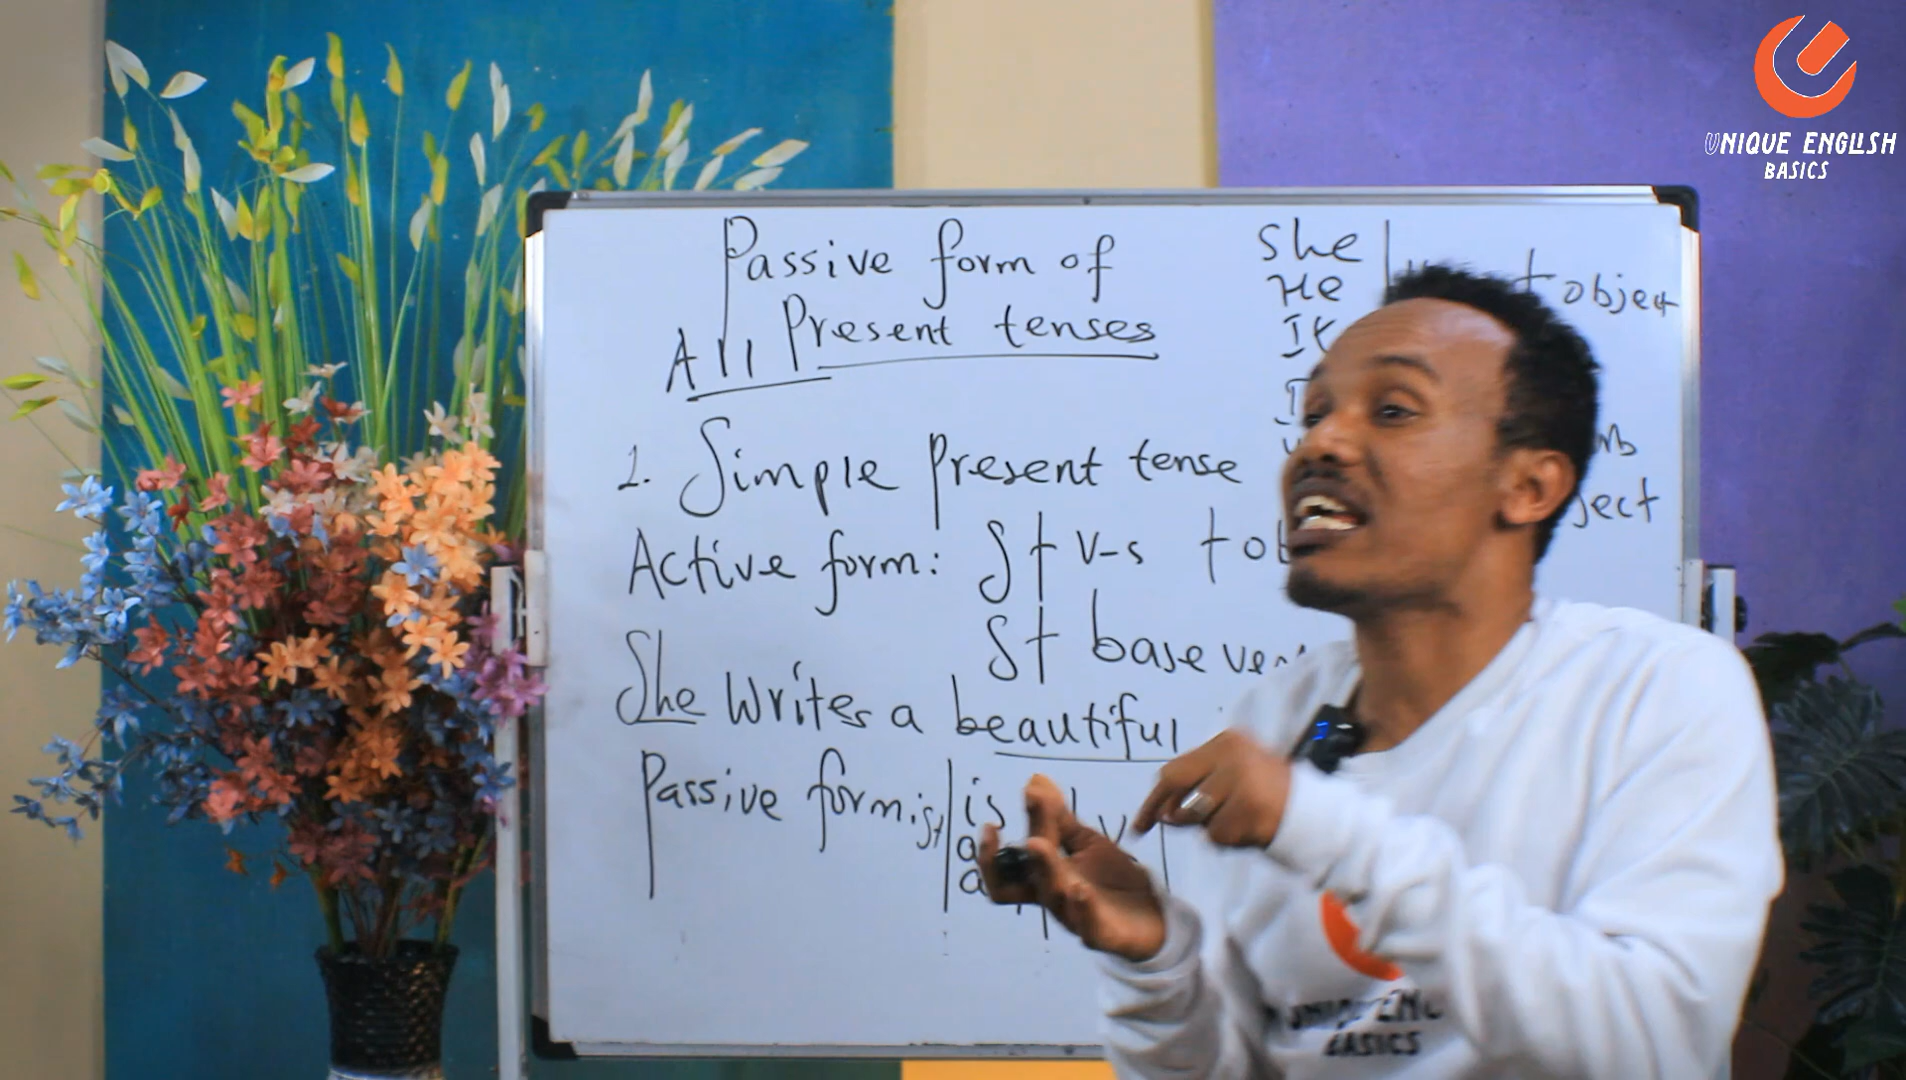 Passive form of
All Present tenses
1. Simple present tense
Active form: S + V-s + ob
S + base ver
She Writes a beautiful
Passive form: S + is
She
He
+ object
ject
UNIQUE ENGLISH
BASICS
BASICS